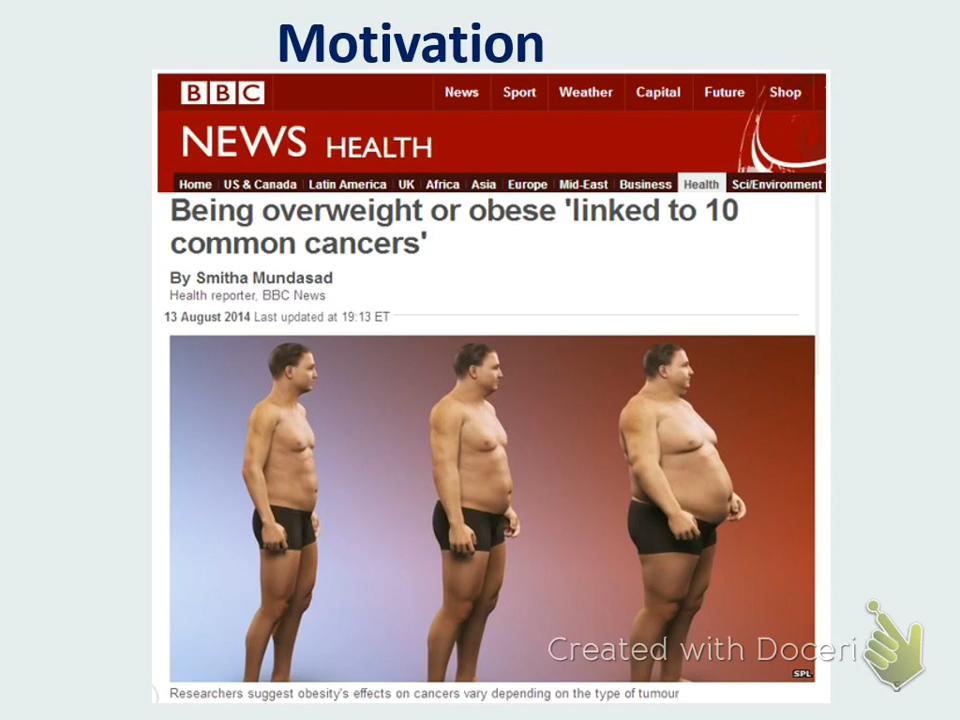 Motivation
BBC
News Sport Weather Capital Future Shop
NEWS HEALTH
Home US & Canada Latin America UK Africa Asia Europe Mid-East Business Health Sci/Environment
Being overweight or obese 'linked to 10
common cancers'
By Smitha Mundasad
Health reporter, BBC News
13 August 2014 Last updated at 19:13 ET
Created with Doceri
SPL
Researchers suggest obesity's effects on cancers vary depending on the type of tumour